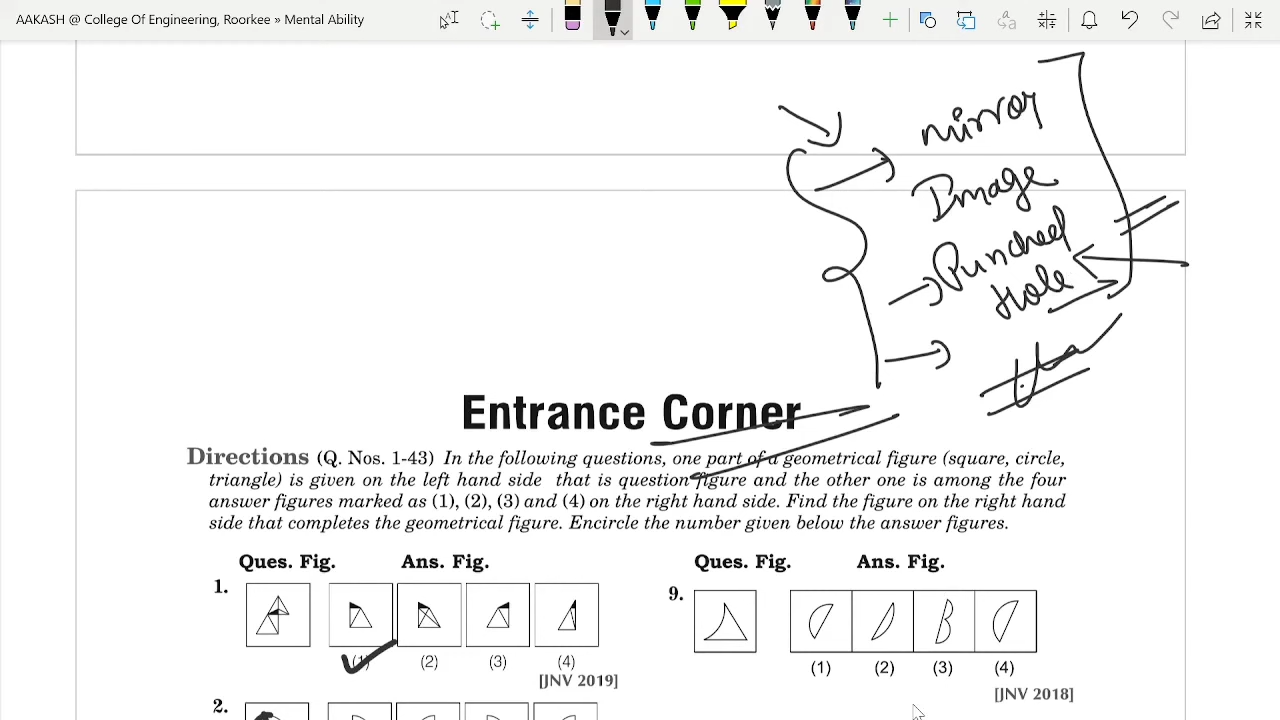 AAKASH @ College Of Engineering, Roorkee » Mental Ability
mirror
Image
Punched
Hole
Entrance Corner
Directions (Q. Nos. 1-43) In the following questions, one part of a geometrical figure (square, circle,
triangle) is given on the left hand side that is question figure and the other one is among the four
answer figures marked as (1), (2), (3) and (4) on the right hand side. Find the figure on the right hand
side that completes the geometrical figure. Encircle the number given below the answer figures.
Ques. Fig. Ans. Fig.
1.
(1) (2) (3) (4)
[JNV 2019]
2.
Ques. Fig. Ans. Fig.
9.
(1) (2) (3) (4)
[JNV 2018]